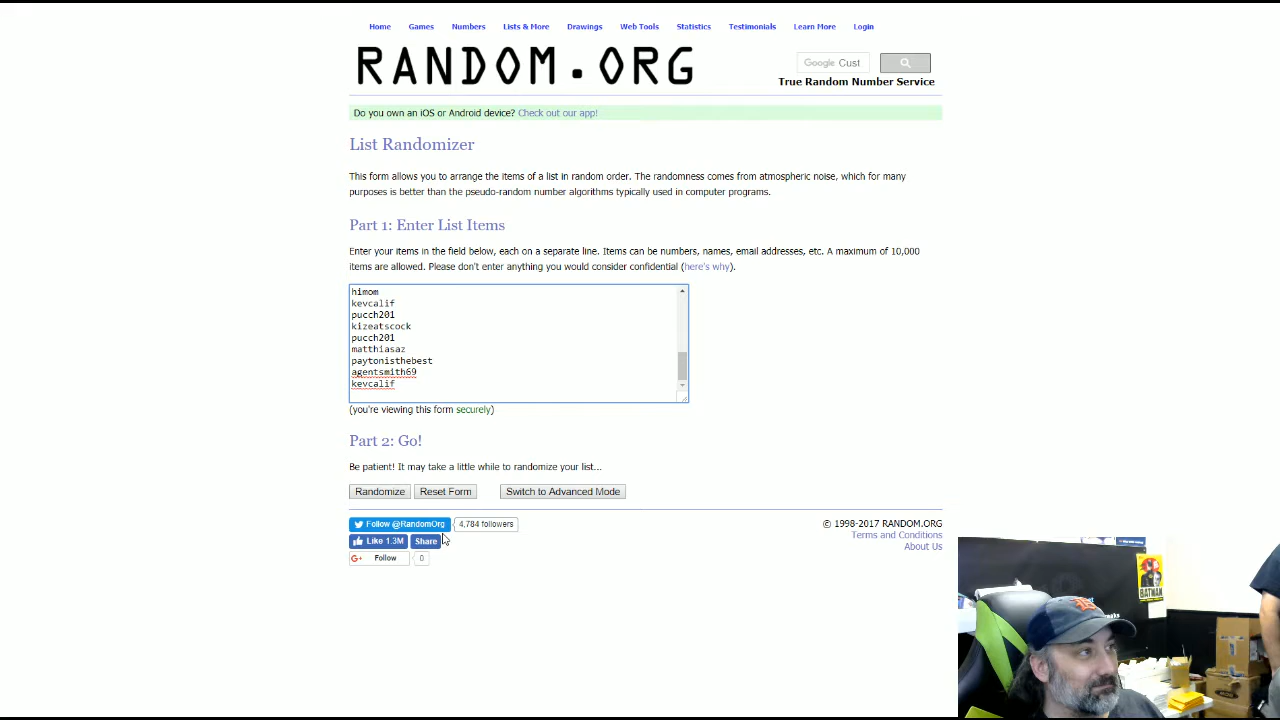 Home Games Numbers Lists & More Drawings Web Tools Statistics Testimonials Learn More Login
RANDOM.ORG
Google Cust
True Random Number Service
Do you own an iOS or Android device? Check out our app!
List Randomizer
This form allows you to arrange the items of a list in random order. The randomness comes from atmospheric noise, which for many
purposes is better than the pseudo-random number algorithms typically used in computer programs.
Part 1: Enter List Items
Enter your items in the field below, each on a separate line. Items can be numbers, names, email addresses, etc. A maximum of 10,000
items are allowed. Please don't enter anything you would consider confidential (here's why).
himom
kevcalif
pucch201
kizeatscock
pucch201
matthiasaz
paytonisthebest
agentsmith69
kevcalif
(you're viewing this form securely)
Part 2: Go!
Be patient! It may take a little while to randomize your list...
Randomize Reset Form Switch to Advanced Mode
Follow @RandomOrg 4,784 followers
Like 1.3M Share
G+ Follow 0
© 1998-2017 RANDOM.ORG
Terms and Conditions
About Us
BATMAN